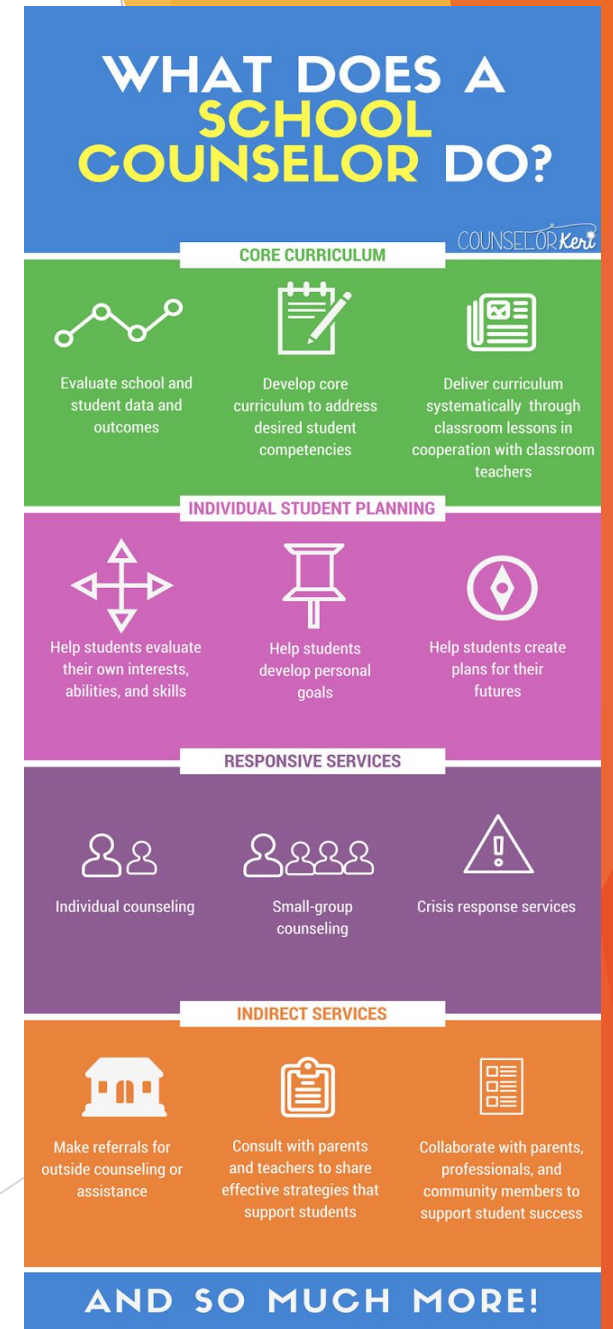 WHAT DOES A
SCHOOL
COUNSELOR DO?
COUNSELOR Keri
CORE CURRICULUM
Evaluate school and
student data and
outcomes
Develop core
curriculum to address
desired student
competencies
Deliver curriculum
systematically through
classroom lessons in
cooperation with classroom
teachers
INDIVIDUAL STUDENT PLANNING
Help students evaluate
their own interests,
abilities, and skills
Help students
develop personal
goals
Help students create
plans for their
futures
RESPONSIVE SERVICES
Individual counseling
Small-group
counseling
Crisis response services
INDIRECT SERVICES
Make referrals for
outside counseling or
assistance
Consult with parents
and teachers to share
effective strategies that
support students
Collaborate with parents,
professionals, and
community members to
support student success
AND SO MUCH MORE!